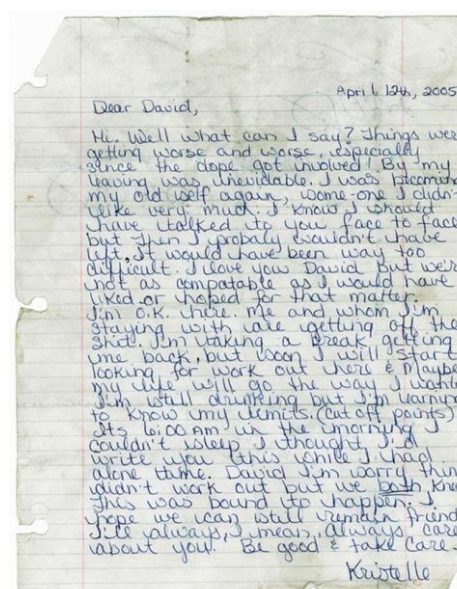 April 12th, 2005
Dear David,
Hi. Well what can I say? Things were
getting worse and worse, especially
since the dope got involved! By my
leaving was unevidable. I was becoming
my old self again, some-one I didn't
like very much. I know I should
have talked to you face to face
but then I probaly wouldn't have
left. It would have been way too
difficult. I love you David but we're
not as compatable as I would have
liked or hoped for that matter.
I'm O.K. here. me and whom I'm
staying with are getting off the
shit. I'm taking a break, getting
me back, but soon I will start
looking for work out here & maybe
my life will go the way I want.
I'm still drinking but I'm learning
to know my limits. (cut off points)
Its 6:00 AM in the morning I
couldn't sleep I thought I'd
write you this while I had
alone time. David I'm worry
didn't work out but we both
This was bound to happen. I
hope we can still remain friend
I'll always, I mean, always care
about you. Be good & take care-
Kristelle